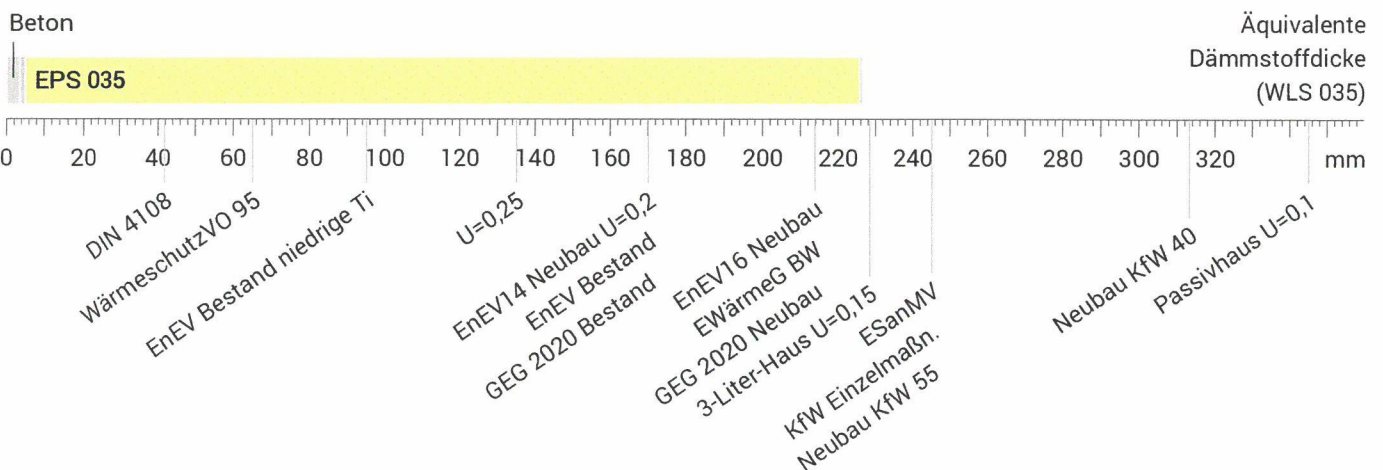 Beton
Äquivalente
Dämmstoffdicke
(WLS 035)
EPS 035
0 20 40 60 80 100 120 140 160 180 200 220 240 260 280 300 320 mm
DIN 4108
WärmeschutzVO 95
EnEV Bestand niedrige Ti
U=0,25
EnEV14 Neubau U=0,2
EnEV Bestand
GEG 2020 Bestand
EnEV16 Neubau
EWärmeG BW
GEG 2020 Neubau
3-Liter-Haus U=0,15
ESanMV
KfW Einzelmaßn.
Neubau KfW 55
Neubau KfW 40
Passivhaus U=0,1